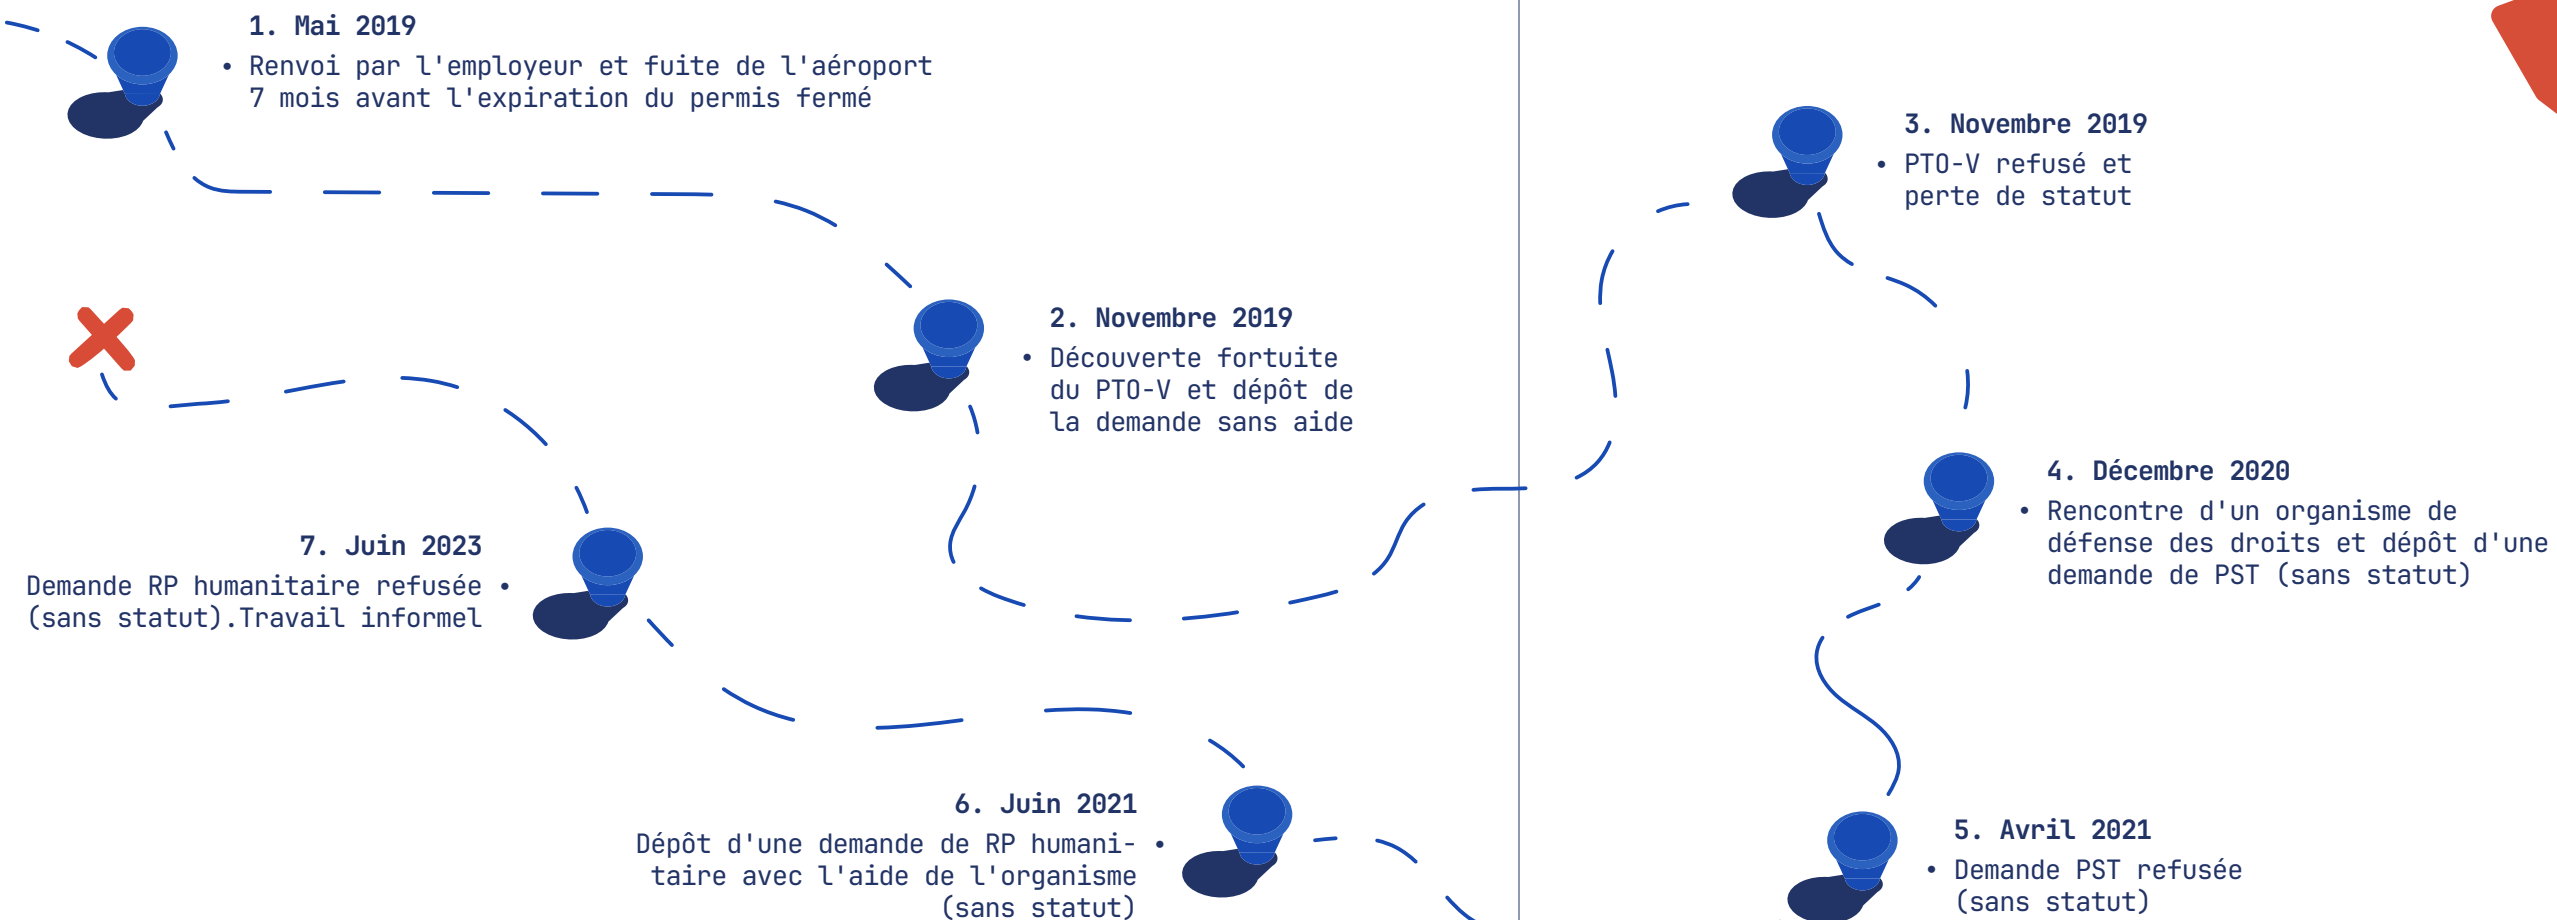 1. Mai 2019
• Renvoi par l'employeur et fuite de l'aéroport
7 mois avant l'expiration du permis fermé
2. Novembre 2019
• Découverte fortuite
du PTO-V et dépôt de
la demande sans aide
3. Novembre 2019
• PTO-V refusé et
perte de statut
4. Décembre 2020
• Rencontre d'un organisme de
défense des droits et dépôt d'une
demande de PST (sans statut)
5. Avril 2021
• Demande PST refusée
(sans statut)
6. Juin 2021
Dépôt d'une demande de RP humani- •
taire avec l'aide de l'organisme
(sans statut)
7. Juin 2023
Demande RP humanitaire refusée •
(sans statut).Travail informel